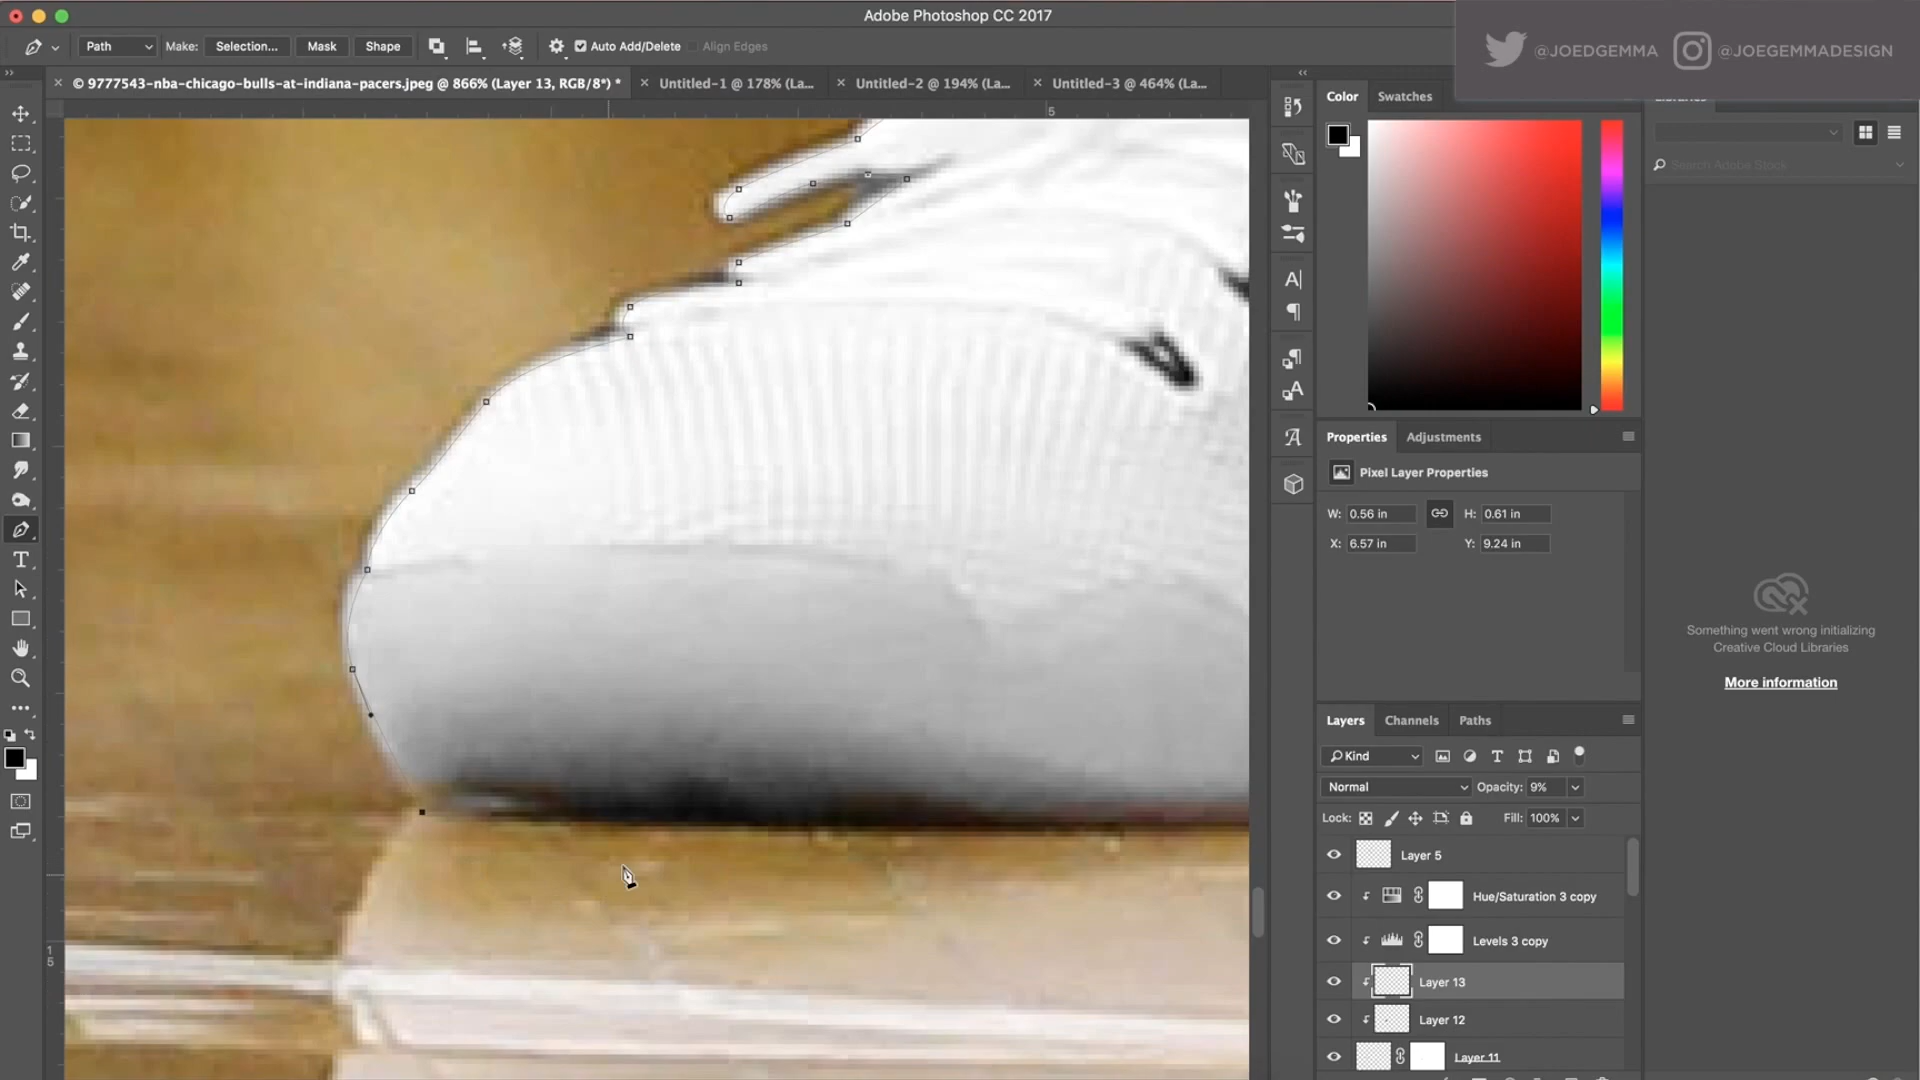 Adobe Photoshop CC 2017
Path Make: Selection... Mask Shape Auto Add/Delete Align Edges
@JOEDGEMMA @JOEGEMMADESIGN
© 9777543-nba-chicago-bulls-at-indiana-pacers.jpeg @ 866% (Layer 13, RGB/8*) * Untitled-1 @ 178% (La... Untitled-2 @ 194% (La... Untitled-3 @ 464% (La...
5
Color Swatches
Search Adobe Stock
Properties Adjustments
Pixel Layer Properties
W: 0.56 in H: 0.61 in
X: 6.57 in Y: 9.24 in
Something went wrong initializing
Creative Cloud Libraries
More information
Layers Channels Paths
Kind
Normal Opacity: 9%
Lock: Fill: 100%
Layer 5
Hue/Saturation 3 copy
Levels 3 copy
Layer 13
Layer 12
Layer 11
1
5